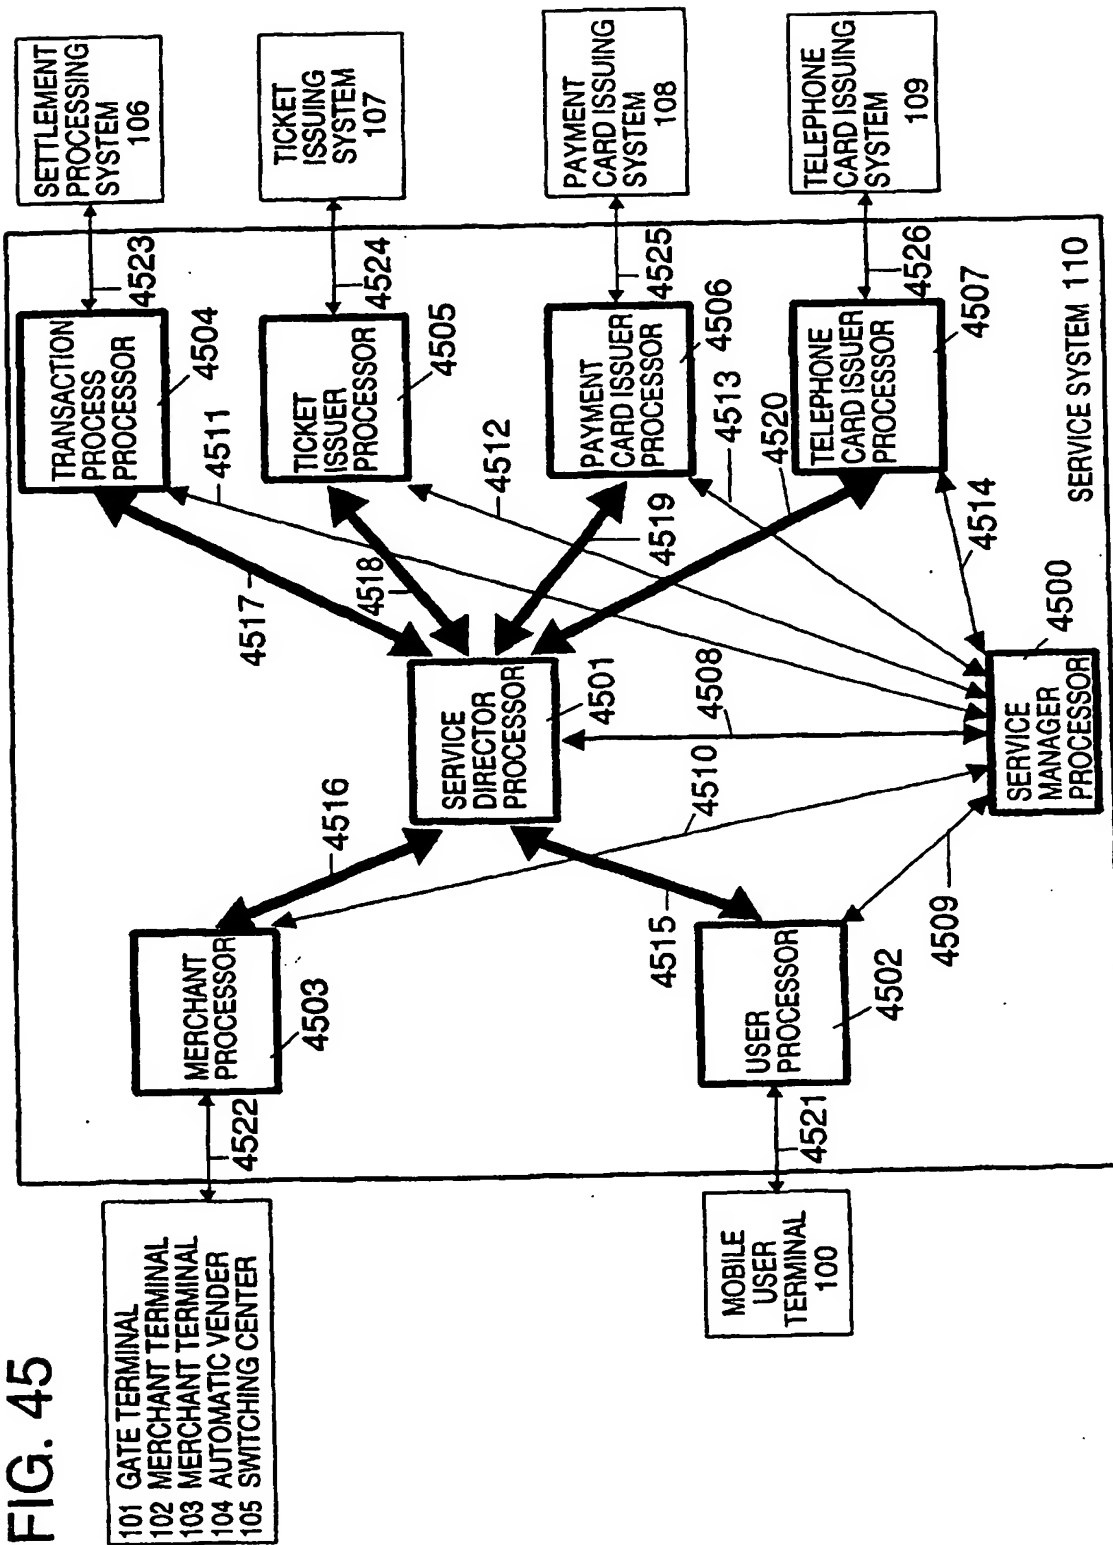 FIG. 45
101 GATE TERMINAL
102 MERCHANT TERMINAL
103 MERCHANT TERMINAL
104 AUTOMATIC VENDER
105 SWITCHING CENTER
4522
MERCHANT
PROCESSOR
4503
4516
MOBILE
USER
TERMINAL
100
4521
USER
PROCESSOR
4502
4515
4509
4510
4508
SERVICE
DIRECTOR
PROCESSOR
4501
SERVICE
MANAGER
PROCESSOR
4500
4517
4518
4519
4520
4511
4512
4513
4514
TRANSACTION
PROCESS
PROCESSOR
4504
TICKET
ISSUER
PROCESSOR
4505
PAYMENT
CARD ISSUER
PROCESSOR
4506
TELEPHONE
CARD ISSUER
PROCESSOR
4507
4523
4524
4525
4526
SERVICE SYSTEM 110
SETTLEMENT
PROCESSING
SYSTEM
106
TICKET
ISSUING
SYSTEM
107
PAYMENT
CARD ISSUING
SYSTEM
108
TELEPHONE
CARD ISSUING
SYSTEM
109